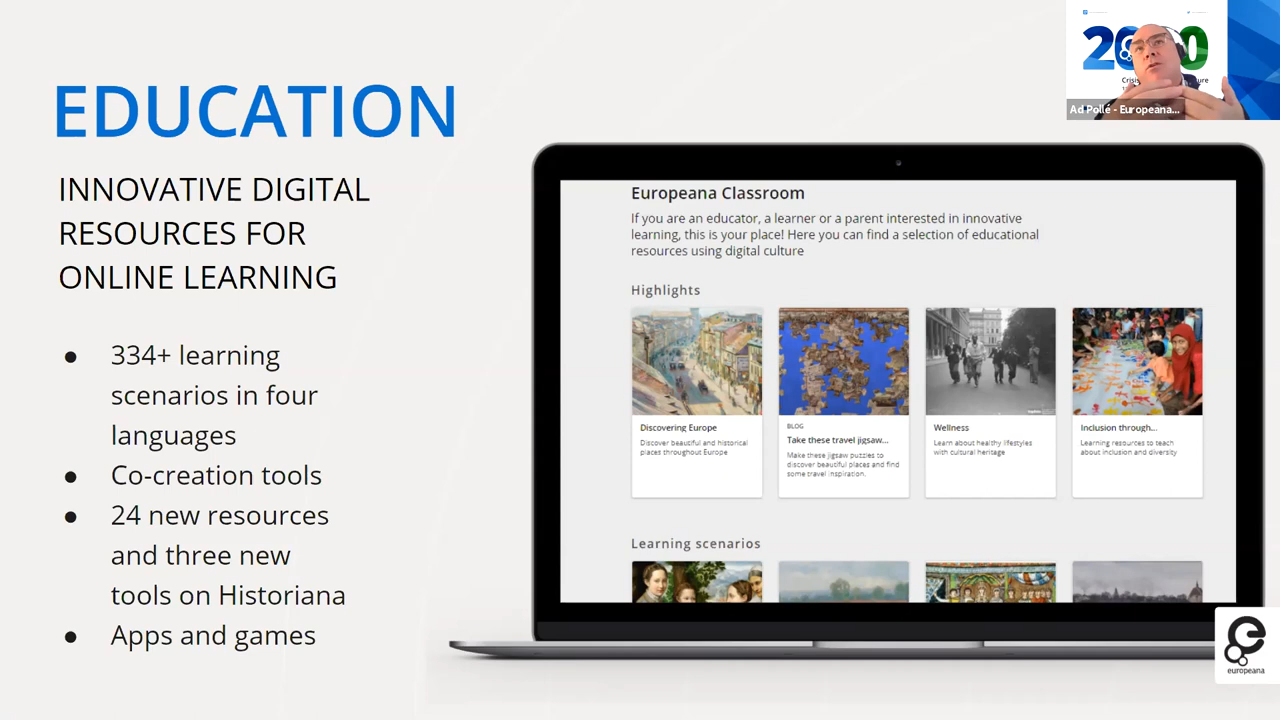 EDUCATION
INNOVATIVE DIGITAL
RESOURCES FOR
ONLINE LEARNING
● 334+ learning
scenarios in four
languages
● Co-creation tools
● 24 new resources
and three new
tools on Historiana
● Apps and games
Ad Pollé - Europeana...
Europeana Classroom
If you are an educator, a learner or a parent interested in innovative
learning, this is your place! Here you can find a selection of educational
resources using digital culture
Highlights
Discovering Europe
Discover beautiful and historical
places throughout Europe
BLOG
Take these travel jigsaw...
Make these jigsaw puzzles to
discover beautiful places and find
some travel inspiration.
Wellness
Learn about healthy lifestyles
with cultural heritage
Inclusion through...
Learning resources to teach
about inclusion and diversity
Learning scenarios
europeana